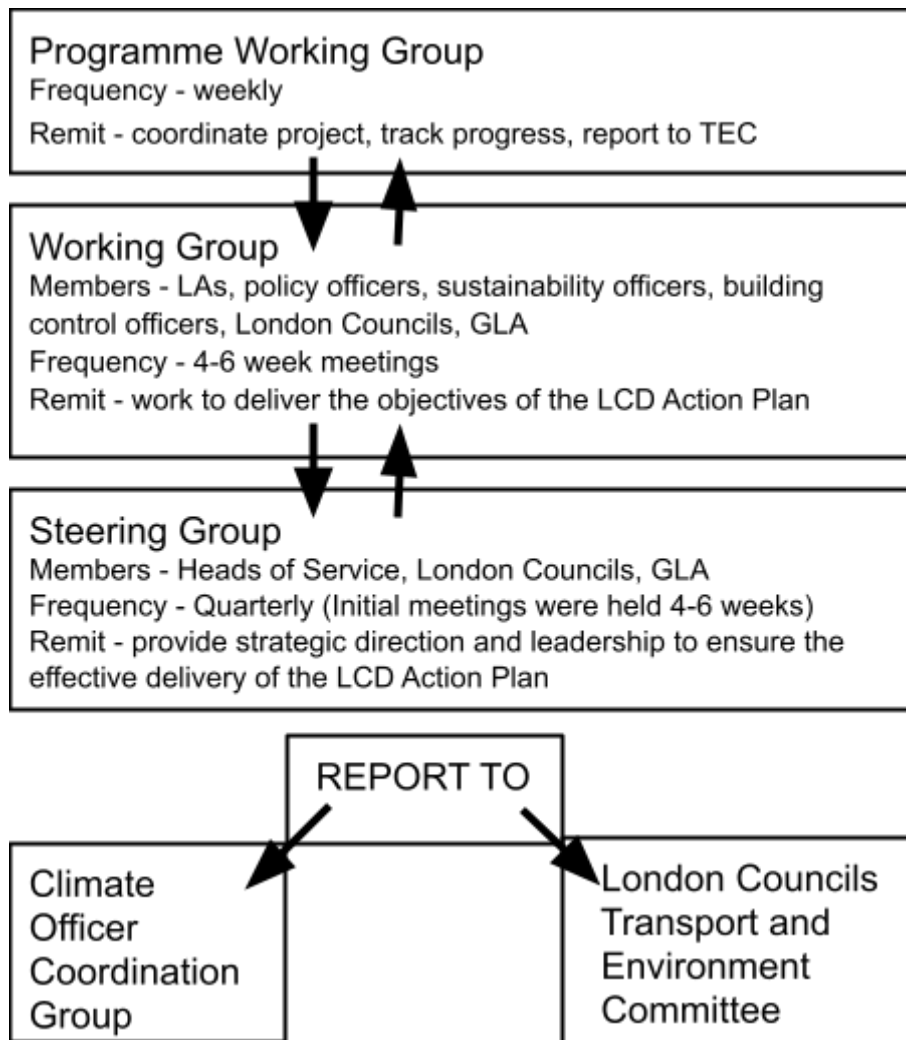 Programme Working Group
Frequency - weekly
Remit - coordinate project, track progress, report to TEC
Working Group
Members - LAs, policy officers, sustainability officers, building
control officers, London Councils, GLA
Frequency - 4-6 week meetings
Remit - work to deliver the objectives of the LCD Action Plan
Steering Group
Members - Heads of Service, London Councils, GLA
Frequency - Quarterly (Initial meetings were held 4-6 weeks)
Remit - provide strategic direction and leadership to ensure the
effective delivery of the LCD Action Plan
REPORT TO
Climate
Officer
Coordination
Group
London Councils
Transport and
Environment
Committee